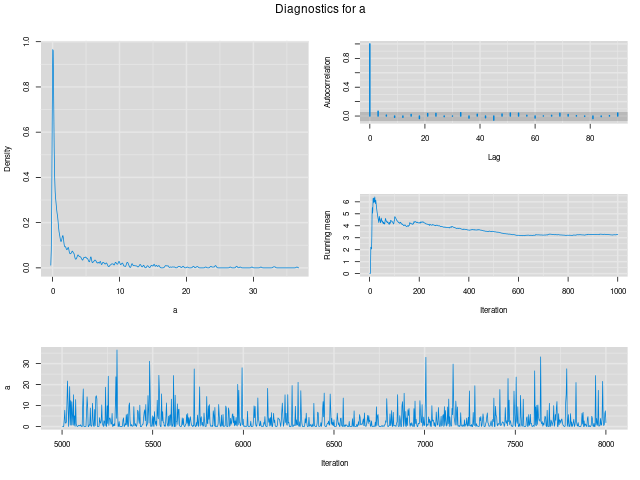 Diagnostics for a
Density
0.0 0.2 0.4 0.6 0.8 1.0
0 10 20 30
a
Autocorrelation
0.0 0.4 0.8
0 20 40 60 80
Lag
Running mean
0 1 2 3 4 5 6
0 200 400 600 800 1000
Iteration
a
0 10 20 30
5000 5500 6000 6500 7000 7500 8000
Iteration